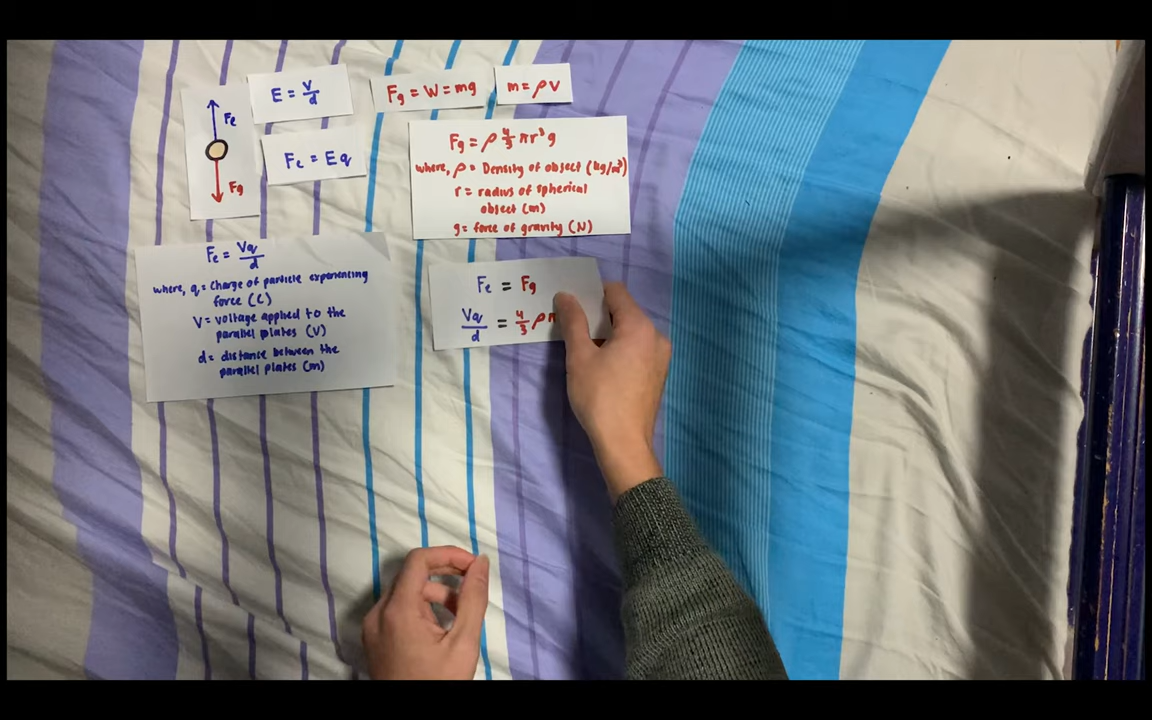 Fe
Fg
E = V/d
Fe = Eq
Fg = W = mg
m = ρV
Fg = ρ 4/3 πr³g
where, ρ = Density of object (kg/m³)
r = radius of spherical
object (m)
g = force of gravity (N)
Fe = Vq/d
where, q = Charge of particle experiencing
force (C)
V = voltage applied to the
parallel plates (V)
d = distance between the
parallel plates (m)
Fe = Fg
Vq/d = 4/3 ρπ